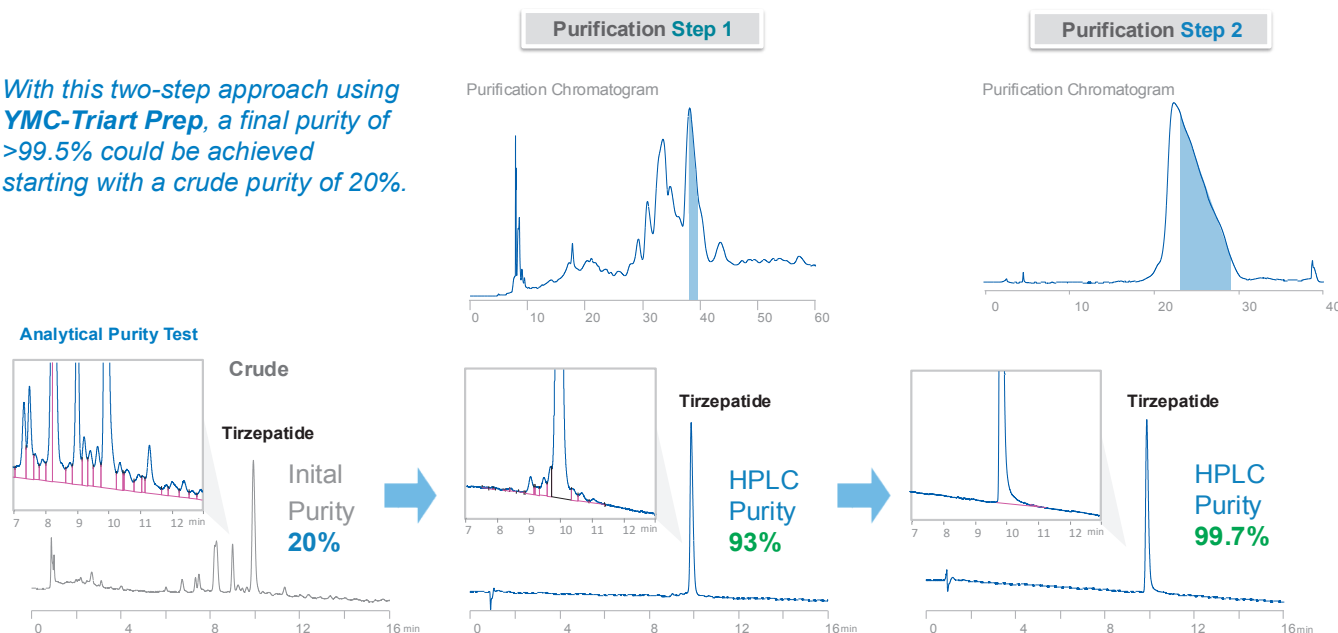 Purification Step 1
Purification Step 2
With this two-step approach using
YMC-Triart Prep, a final purity of
>99.5% could be achieved
starting with a crude purity of 20%.
Purification Chromatogram
0 10 20 30 40 50 60
Purification Chromatogram
0 10 20 30 40
Analytical Purity Test
Crude
Tirzepatide
Inital
Purity
20%
7 8 9 10 11 12 min
0 4 8 12 16 min
Tirzepatide
HPLC
Purity
93%
7 8 9 10 11 12 min
0 4 8 12 16 min
Tirzepatide
HPLC
Purity
99.7%
7 8 9 10 11 12 min
0 4 8 12 16 min